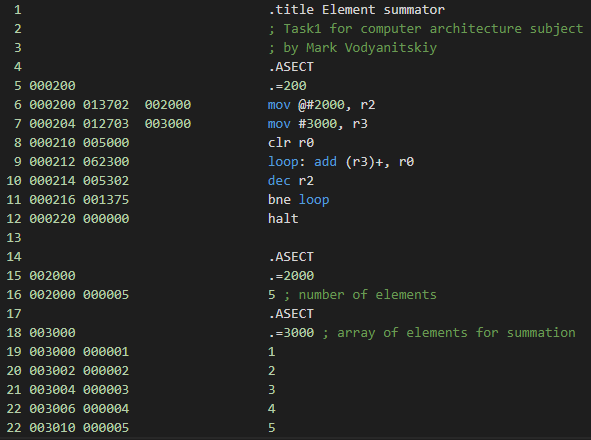 1 .title Element summator
2 ; Task1 for computer architecture subject
3 ; by Mark Vodyanitskiy
4 .ASECT
5 000200 .=200
6 000200 013702 002000 mov @#2000, r2
7 000204 012703 003000 mov #3000, r3
8 000210 005000 clr r0
9 000212 062300 loop: add (r3)+, r0
10 000214 005302 dec r2
11 000216 001375 bne loop
12 000220 000000 halt
13
14 .ASECT
15 002000 .=2000
16 002000 000005 5 ; number of elements
17 .ASECT
18 003000 .=3000 ; array of elements for summation
19 003000 000001 1
20 003002 000002 2
21 003004 000003 3
22 003006 000004 4
22 003010 000005 5